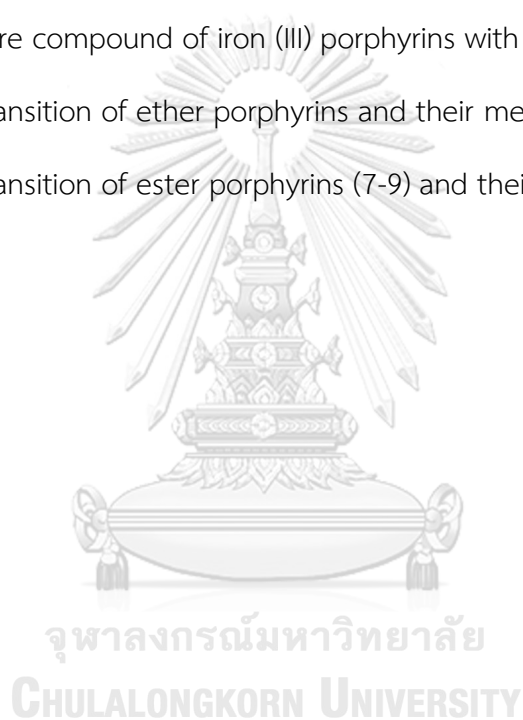 re compound of iron (III) porphyrins with
ansition of ether porphyrins and their me
ansition of ester porphyrins (7-9) and thei
จุฬาลงกรณ์มหาวิทยาลัย
CHULALONGKORN UNIVERSITY